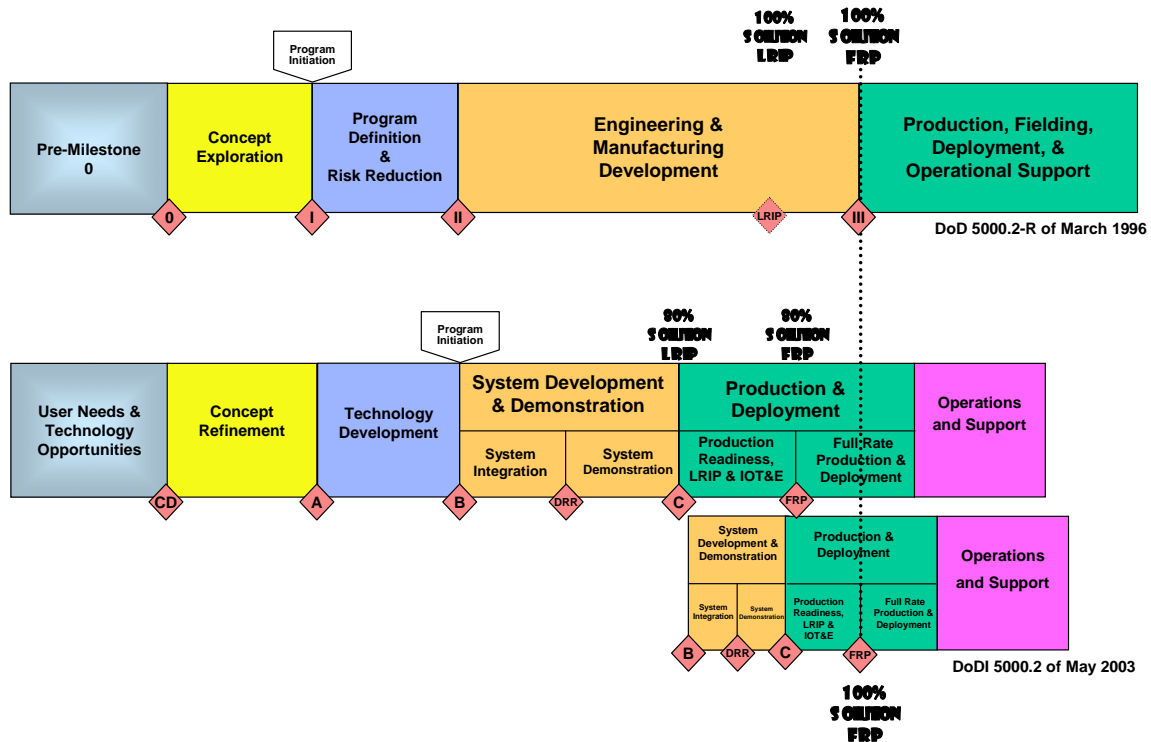 100%
SOLUTION
LRIP
100%
SOLUTION
FRP
Program
Initiation
Pre-Milestone
0
Concept
Exploration
Program
Definition
&
Risk Reduction
Engineering &
Manufacturing
Development
Production, Fielding,
Deployment, &
Operational Support
0
I
II
LRIP
III
DoD 5000.2-R of March 1996
Program
Initiation
80%
SOLUTION
LRIP
80%
SOLUTION
FRP
User Needs &
Technology
Opportunities
Concept
Refinement
Technology
Development
System Development
& Demonstration
System
Integration
System
Demonstration
Production &
Deployment
Production
Readiness,
LRIP & IOT&E
Full Rate
Production &
Deployment
Operations
and Support
CD
A
B
DRR
C
FRP
System
Development &
Demonstration
System
Integration
System
Demonstration
Production &
Deployment
Production
Readiness,
LRIP &
IOT&E
Full Rate
Production &
Deployment
Operations
and Support
B
DRR
C
FRP
DoDI 5000.2 of May 2003
100%
SOLUTION
FRP